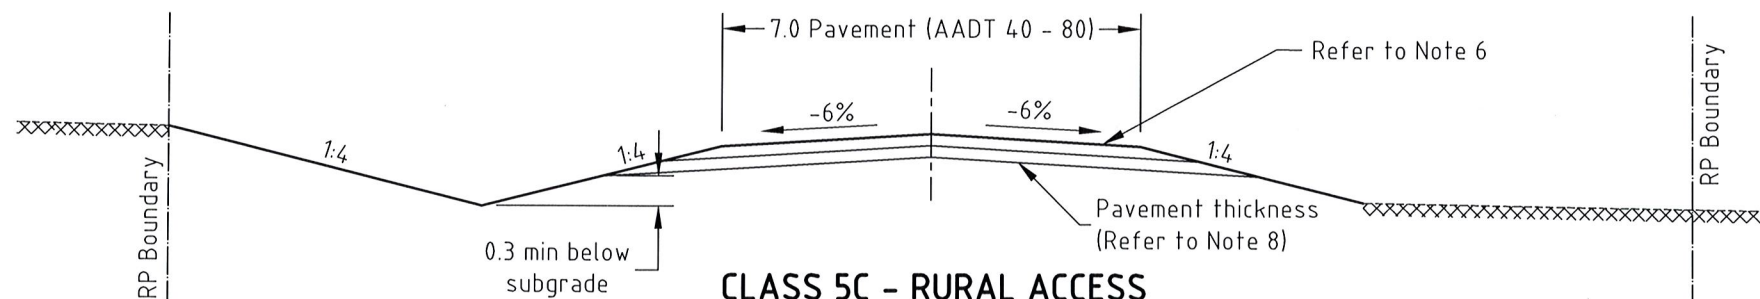 7.0 Pavement (AADT 40 - 80)
Refer to Note 6
RP Boundary
-6%
-6%
1:4
1:4
1:4
RP Boundary
Pavement thickness
(Refer to Note 8)
0.3 min below
subgrade
CLASS 5C - RURAL ACCESS